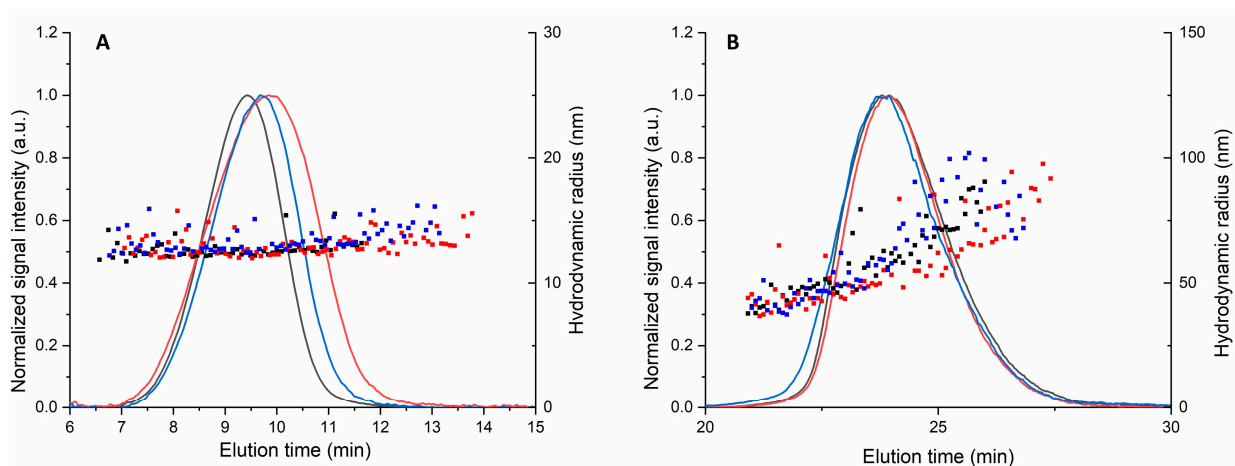 A
Normalized signal intensity (a.u.)
1.2
1.0
0.8
0.6
0.4
0.2
0.0
6 7 8 9 10 11 12 13 14 15
Elution time (min)
30
20
10
0
Hydrodynamic radius (nm)
B
Normalized signal intensity (a.u.)
1.2
1.0
0.8
0.6
0.4
0.2
0.0
20 25 30
Elution time (min)
150
100
50
0
Hydrodynamic radius (nm)